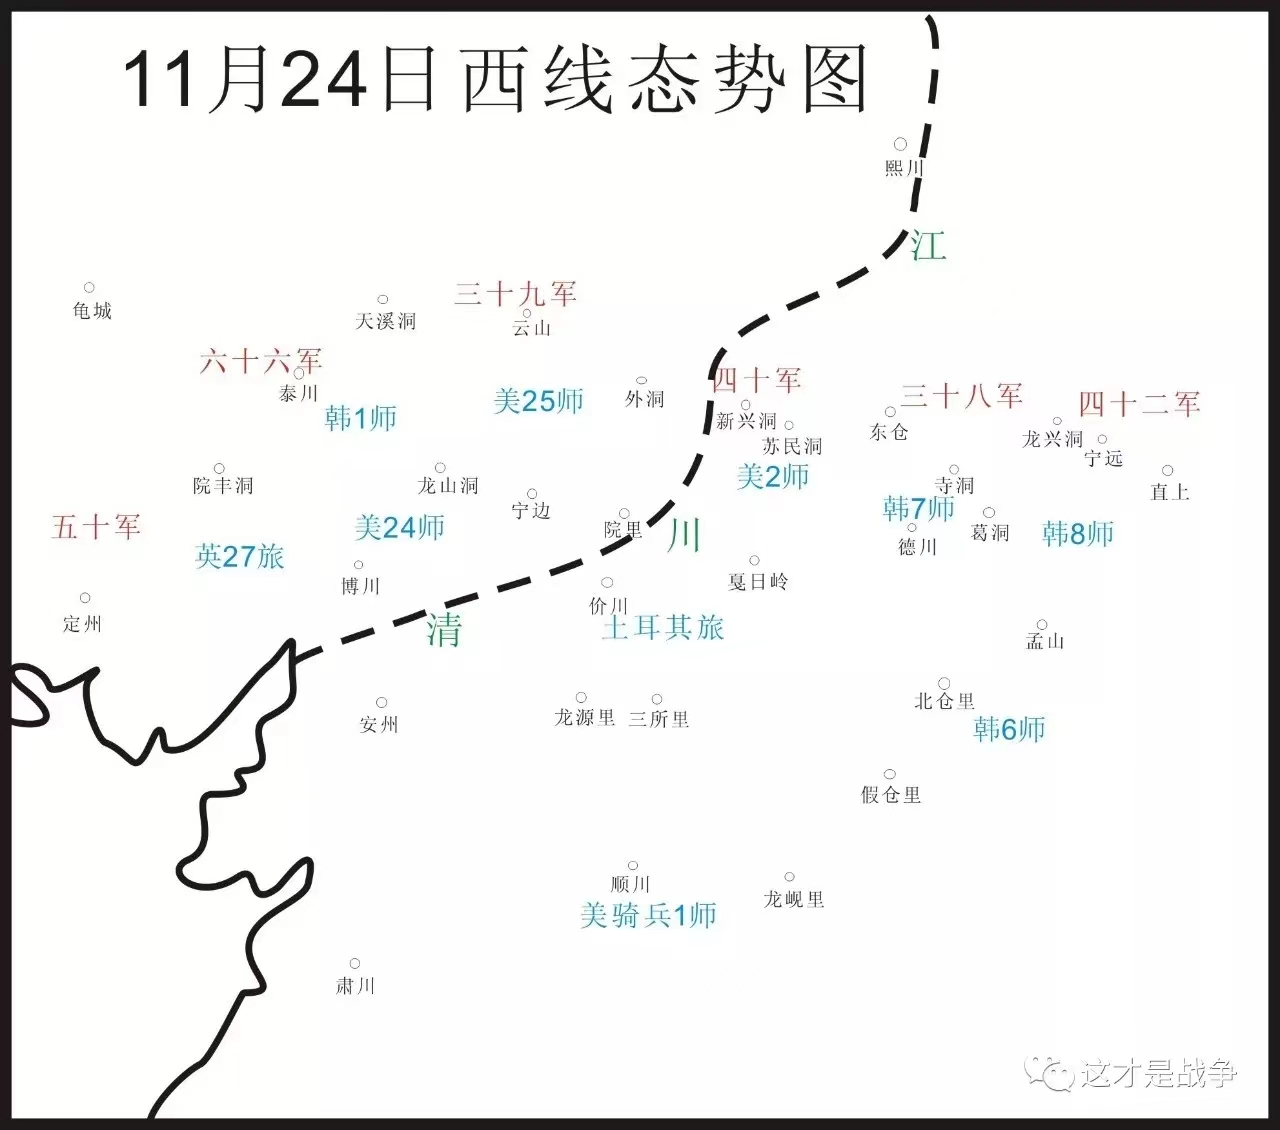 11月24日西线态势图
熙川
江
龟城
三十九军
天溪洞
云山
六十六军
泰川
韩1师
美25师
外洞
四十军
新兴洞
苏民洞
三十八军
东仓
四十二军
龙兴洞
宁远
院丰洞
龙山洞
宁边
美2师
寺洞
直上
五十军
美24师
院里
川
韩7师
德川
葛洞
韩8师
英27旅
博川
价川
戛日岭
定州
清
土耳其旅
孟山
安州
龙源里
三所里
北仓里
韩6师
假仓里
顺川
龙岘里
美骑兵1师
肃川
这才是战争